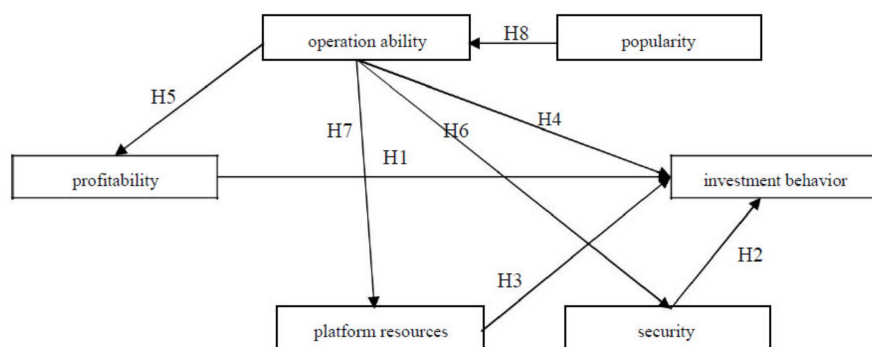 operation ability
H8
popularity
H5
H7
H6
H4
profitability
H1
investment behavior
H3
H2
platform resources
security